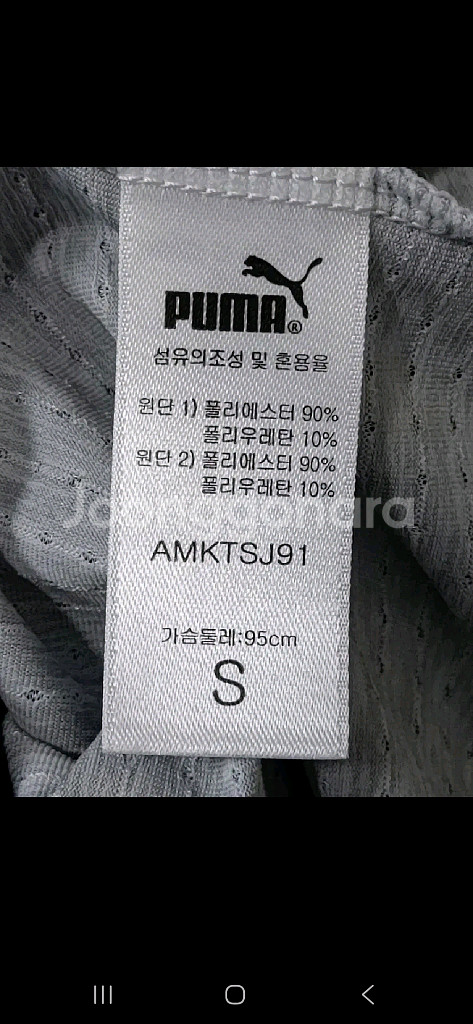 PUMA®
섬유의조성 및 혼용율
원단 1) 폴리에스터 90%
폴리우레탄 10%
원단 2) 폴리에스터 90%
폴리우레탄 10%
Joonggonara
AMKTSJ91
가슴둘레:95cm
S